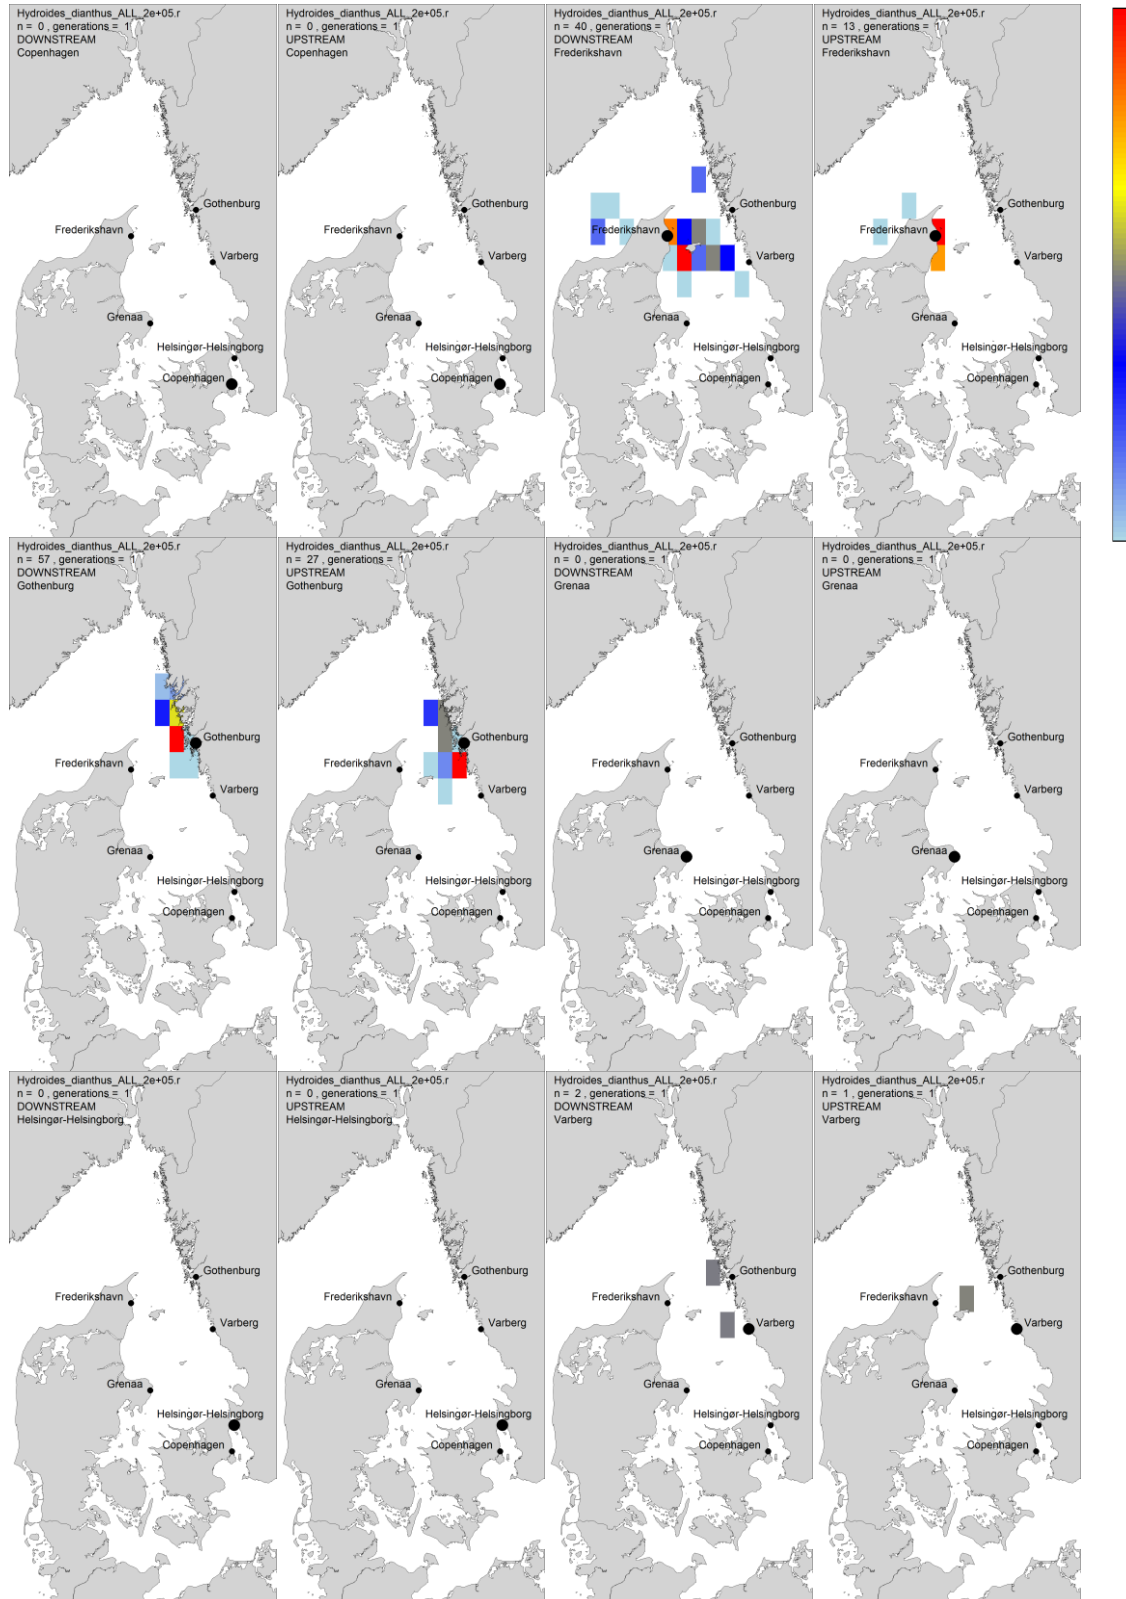 Hydroides_dianthus_ALL_2e+05.r
n = 0 , generations = 1
DOWNSTREAM
Copenhagen
Gothenburg
Frederikshavn
Varberg
Grenaa
Helsingør-Helsingborg
Copenhagen
Hydroides_dianthus_ALL_2e+05.r
n = 0 , generations = 1
UPSTREAM
Copenhagen
Gothenburg
Frederikshavn
Varberg
Grenaa
Helsingør-Helsingborg
Copenhagen
Hydroides_dianthus_ALL_2e+05.r
n = 40 , generations = 1
DOWNSTREAM
Frederikshavn
Gothenburg
Frederikshavn
Varberg
Grenaa
Helsingør-Helsingborg
Copenhagen
Hydroides_dianthus_ALL_2e+05.r
n = 13 , generations = 1
UPSTREAM
Frederikshavn
Gothenburg
Frederikshavn
Varberg
Grenaa
Helsingør-Helsingborg
Copenhagen
Hydroides_dianthus_ALL_2e+05.r
n = 57 , generations = 1
DOWNSTREAM
Gothenburg
Gothenburg
Frederikshavn
Varberg
Grenaa
Helsingør-Helsingborg
Copenhagen
Hydroides_dianthus_ALL_2e+05.r
n = 27 , generations = 1
UPSTREAM
Gothenburg
Gothenburg
Frederikshavn
Varberg
Grenaa
Helsingør-Helsingborg
Copenhagen
Hydroides_dianthus_ALL_2e+05.r
n = 0 , generations = 1
DOWNSTREAM
Grenaa
Gothenburg
Frederikshavn
Varberg
Grenaa
Helsingør-Helsingborg
Copenhagen
Hydroides_dianthus_ALL_2e+05.r
n = 0 , generations = 1
UPSTREAM
Grenaa
Gothenburg
Frederikshavn
Varberg
Grenaa
Helsingør-Helsingborg
Copenhagen
Hydroides_dianthus_ALL_2e+05.r
n = 0 , generations = 1
DOWNSTREAM
Helsingør-Helsingborg
Gothenburg
Frederikshavn
Varberg
Grenaa
Helsingør-Helsingborg
Copenhagen
Hydroides_dianthus_ALL_2e+05.r
n = 0 , generations = 1
UPSTREAM
Helsingør-Helsingborg
Gothenburg
Frederikshavn
Varberg
Grenaa
Helsingør-Helsingborg
Copenhagen
Hydroides_dianthus_ALL_2e+05.r
n = 2 , generations = 1
DOWNSTREAM
Varberg
Gothenburg
Frederikshavn
Varberg
Grenaa
Helsingør-Helsingborg
Copenhagen
Hydroides_dianthus_ALL_2e+05.r
n = 1 , generations = 1
UPSTREAM
Varberg
Gothenburg
Frederikshavn
Varberg
Grenaa
Helsingør-Helsingborg
Copenhagen